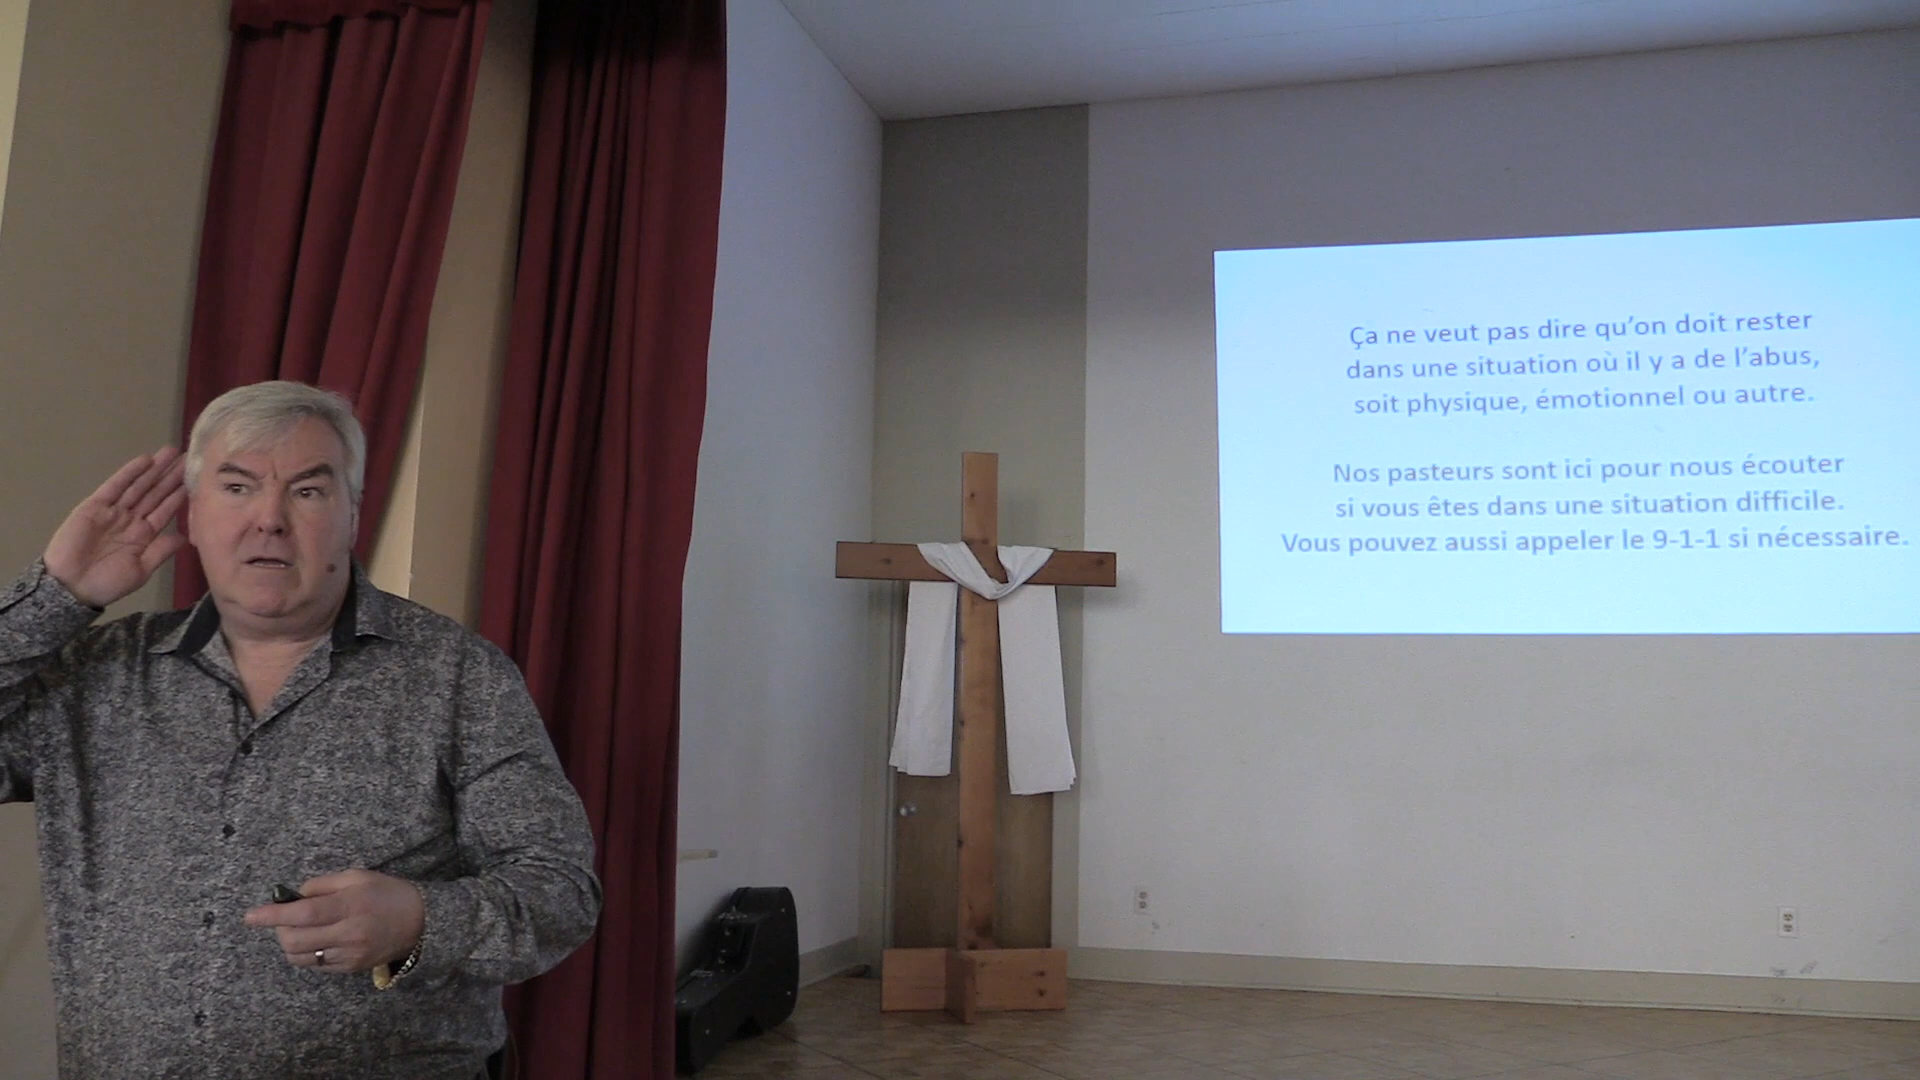 Ça ne veut pas dire qu'on doit rester
dans une situation où il y a de l'abus,
soit physique, émotionnel ou autre.
Nos pasteurs sont ici pour nous écouter
si vous êtes dans une situation difficile.
Vous pouvez aussi appeler le 9-1-1 si nécessaire.